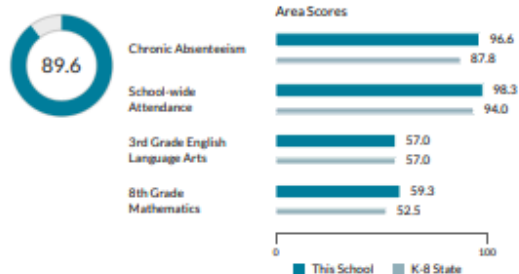 Area Scores
89.6
Chronic Absenteeism
96.6
87.8
School-wide
Attendance
98.3
94.0
3rd Grade English
Language Arts
57.0
57.0
8th Grade
Mathematics
59.3
52.5
0 100
This School K-8 State